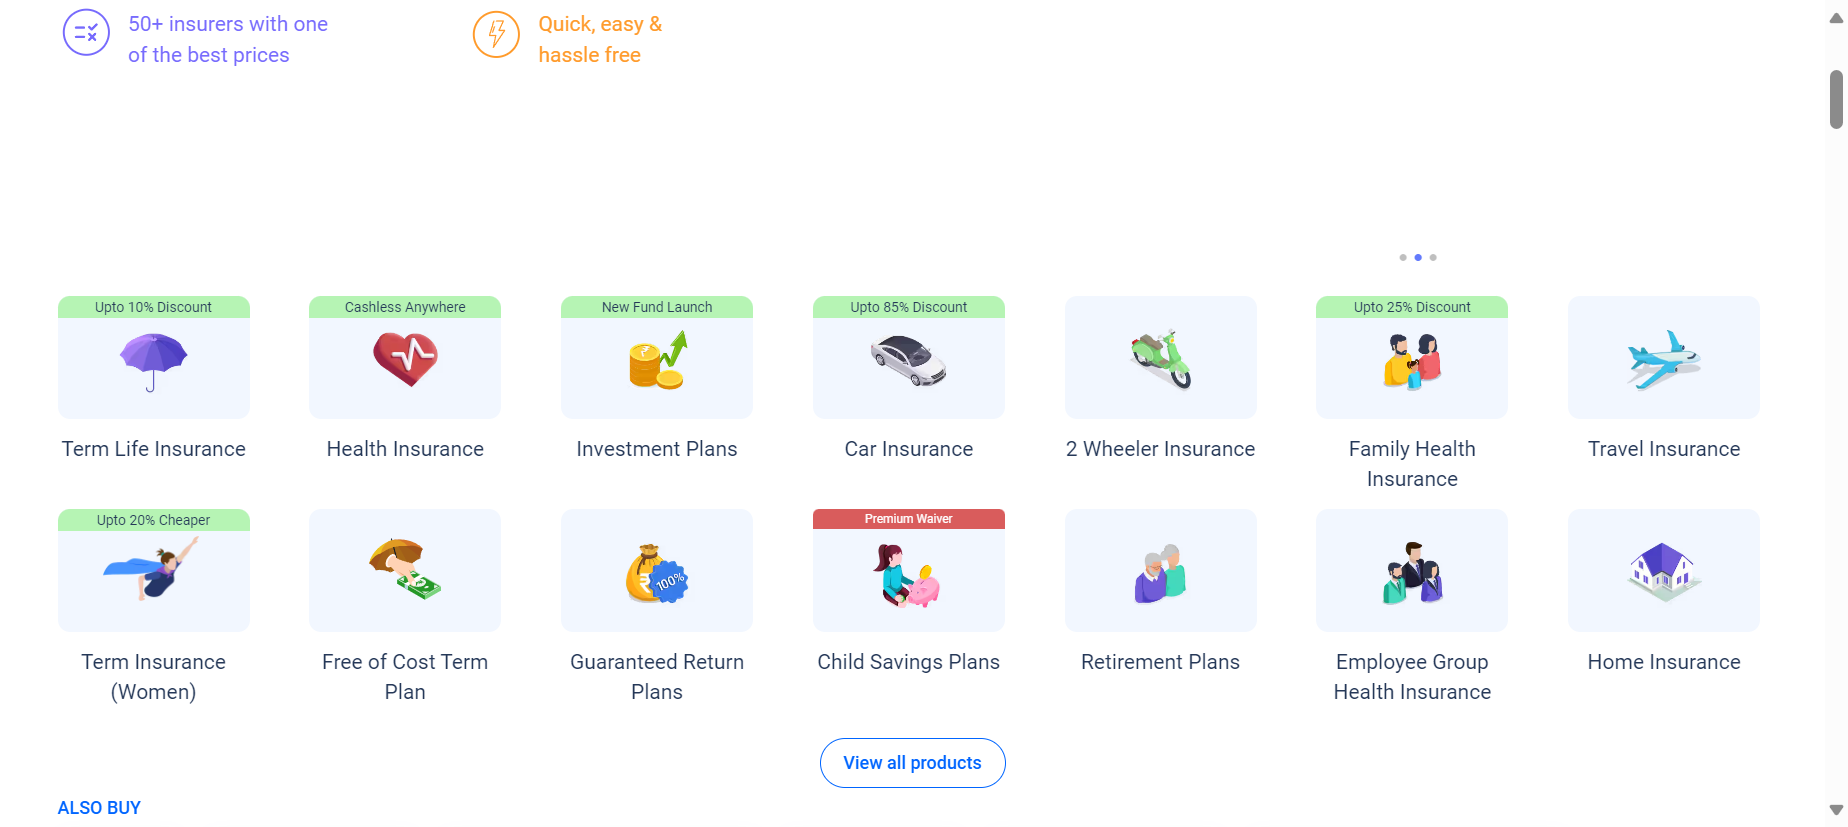 50+ insurers with one
of the best prices
Quick, easy &
hassle free
Upto 10% Discount
Cashless Anywhere
New Fund Launch
Upto 85% Discount
Upto 25% Discount
Term Life Insurance
Health Insurance
Investment Plans
Car Insurance
2 Wheeler Insurance
Family Health
Insurance
Travel Insurance
Upto 20% Cheaper
Premium Waiver
₹
100%
Term Insurance
(Women)
Free of Cost Term
Plan
Guaranteed Return
Plans
Child Savings Plans
Retirement Plans
Employee Group
Health Insurance
Home Insurance
View all products
ALSO BUY